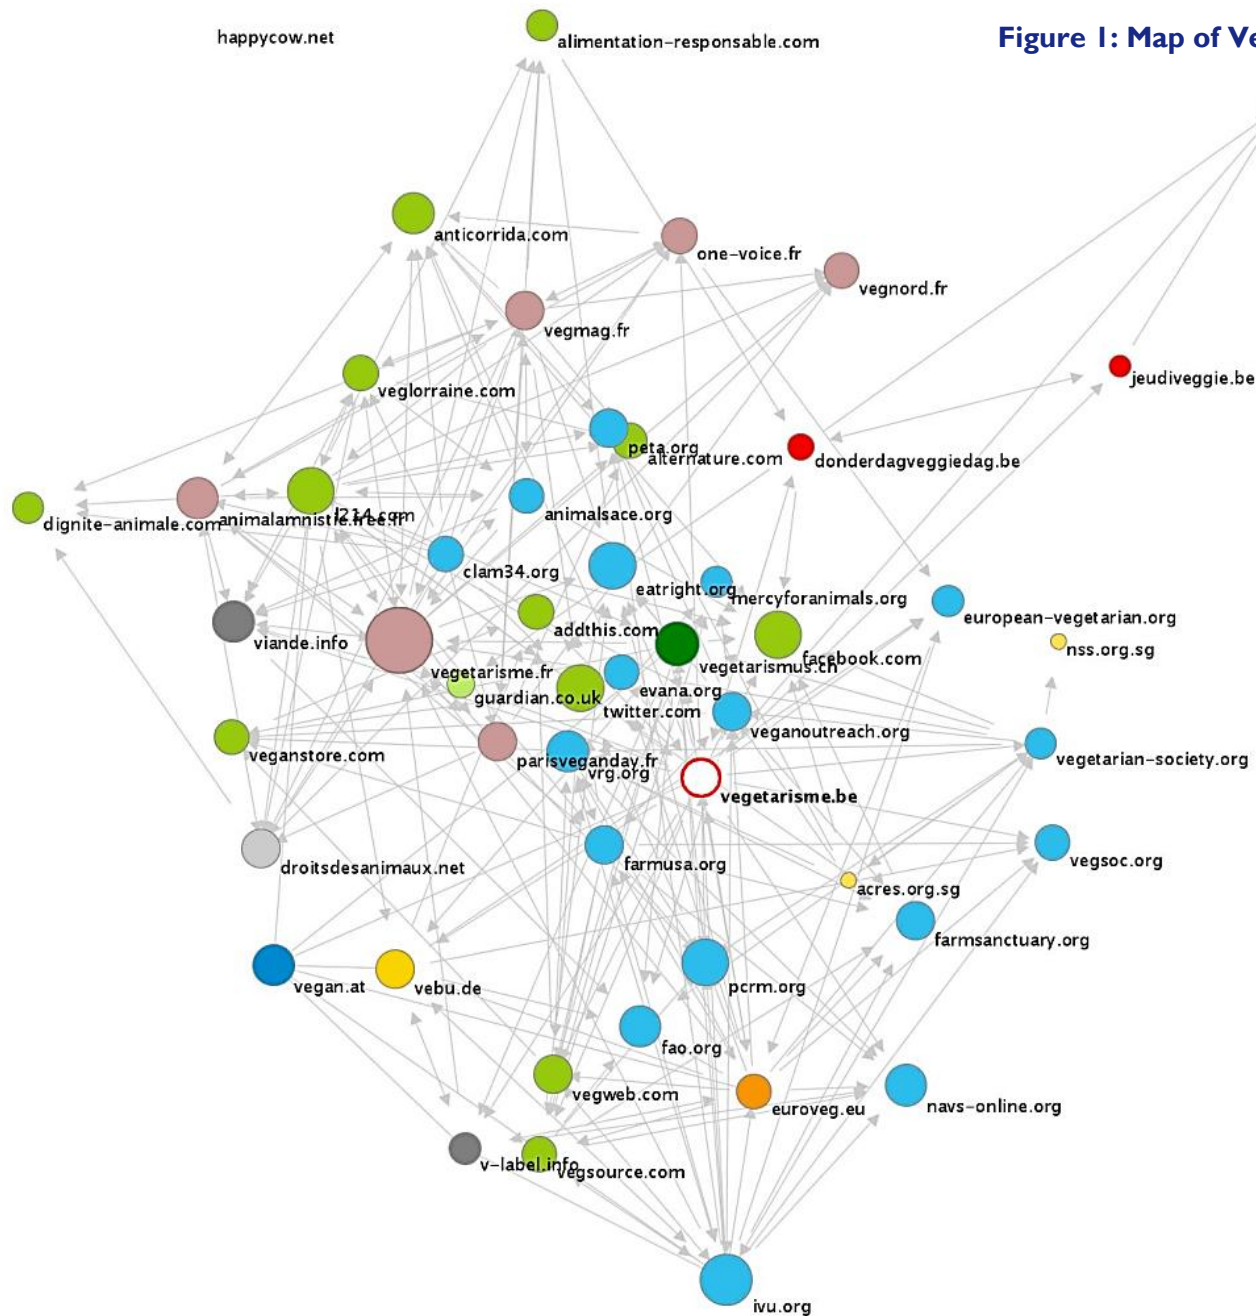 happycow.net
alimentation-responsable.com
Figure 1: Map of Ve
anticorrida.com
one-voice.fr
vegnord.fr
vegmag.fr
jeudiveggie.be
veglorraine.com
peta.org
alternature.com
donderdagveggiedag.be
dignite-animale.com
animalamnistie.free.fr
l214.com
animalsace.org
clam34.org
eatright.org
mercyforanimals.org
european-vegetarian.org
addthis.com
viande.info
nss.org.sg
facebook.com
vegetarismus.ch
vegetarisme.fr
guardian.co.uk
evana.org
twitter.com
veganoutreach.org
veganstore.com
parisveganday.fr
vrg.org
vegetarian-society.org
vegetarisme.be
droitsdesanimaux.net
farmusa.org
vegsoc.org
acres.org.sg
farmsanctuary.org
vegan.at
vebu.de
pcrm.org
fao.org
vegweb.com
euroveg.eu
navs-online.org
v-label.info
vegsource.com
ivu.org